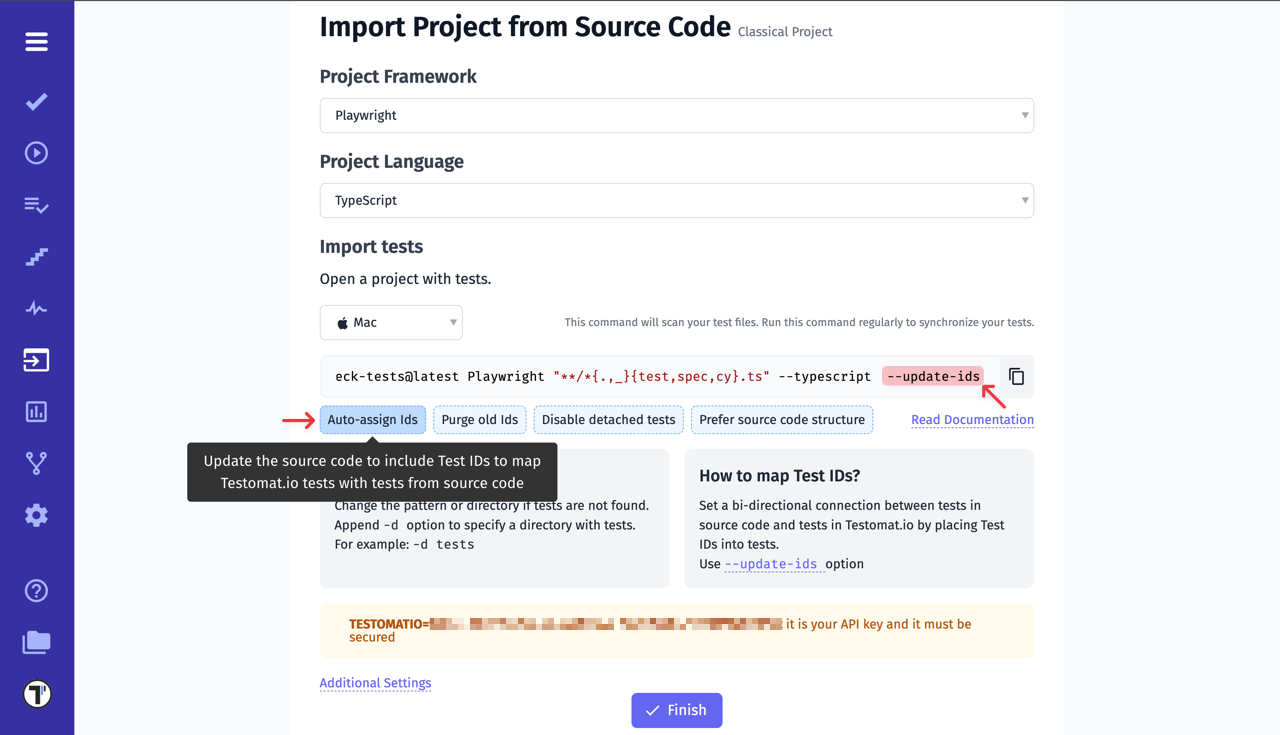 Import Project from Source Code Classical Project
Project Framework
Playwright
Project Language
TypeScript
Import tests
Open a project with tests.
Mac
This command will scan your test files. Run this command regularly to synchronize your tests.
eck-tests@latest Playwright "**/*{.,_}{test,spec,cy}.ts" --typescript --update-ids
Auto-assign Ids
Purge old Ids
Disable detached tests
Prefer source code structure
Read Documentation
Update the source code to include Test IDs to map
Testomat.io tests with tests from source code
Change the pattern or directory if tests are not found.
Append -d option to specify a directory with tests.
For example: -d tests
How to map Test IDs?
Set a bi-directional connection between tests in
source code and tests in Testomat.io by placing Test
IDs into tests.
Use --update-ids option
TESTOMATIO= it is your API key and it must be
secured
Additional Settings
Finish